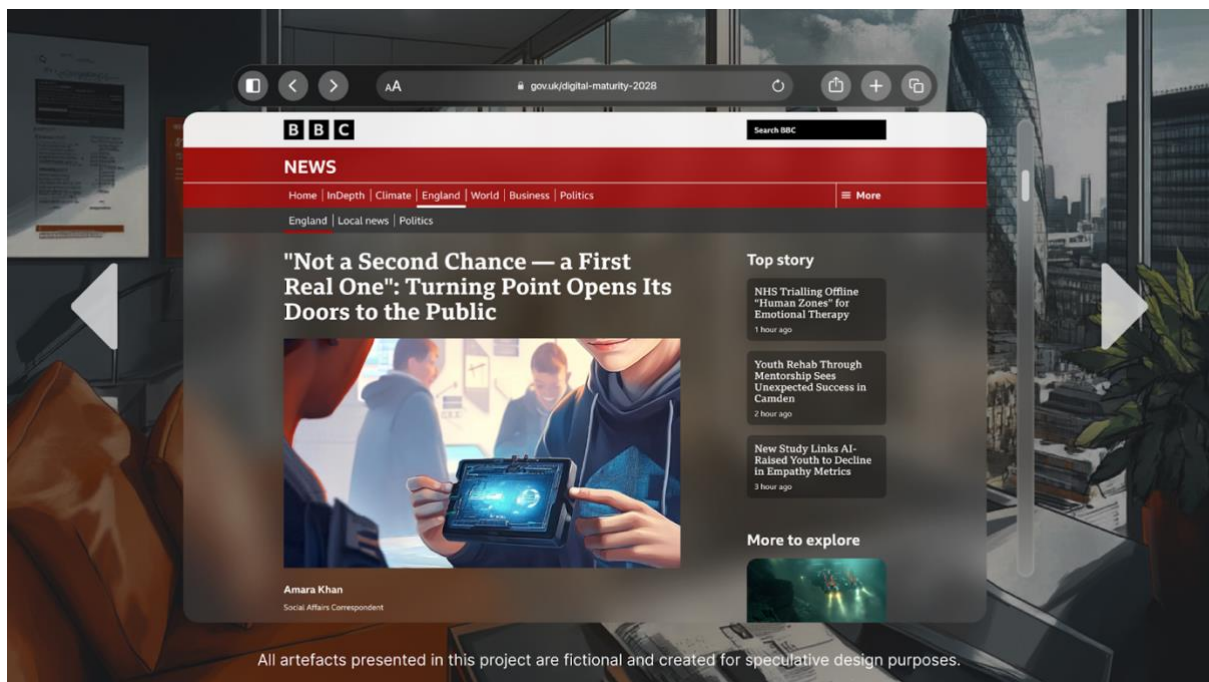 AA
gov.uk/digital-maturity-2028
BBC
Search BBC
NEWS
Home | InDepth | Climate | England | World | Business | Politics
More
England | Local news | Politics
"Not a Second Chance — a First
Real One": Turning Point Opens Its
Doors to the Public
Amara Khan
Social Affairs Correspondent
Top story
NHS Trialling Offline
"Human Zones" for
Emotional Therapy
1 hour ago
Youth Rehab Through
Mentorship Sees
Unexpected Success in
Camden
2 hour ago
New Study Links AI-
Raised Youth to Decline
in Empathy Metrics
3 hour ago
More to explore
All artefacts presented in this project are fictional and created for speculative design purposes.